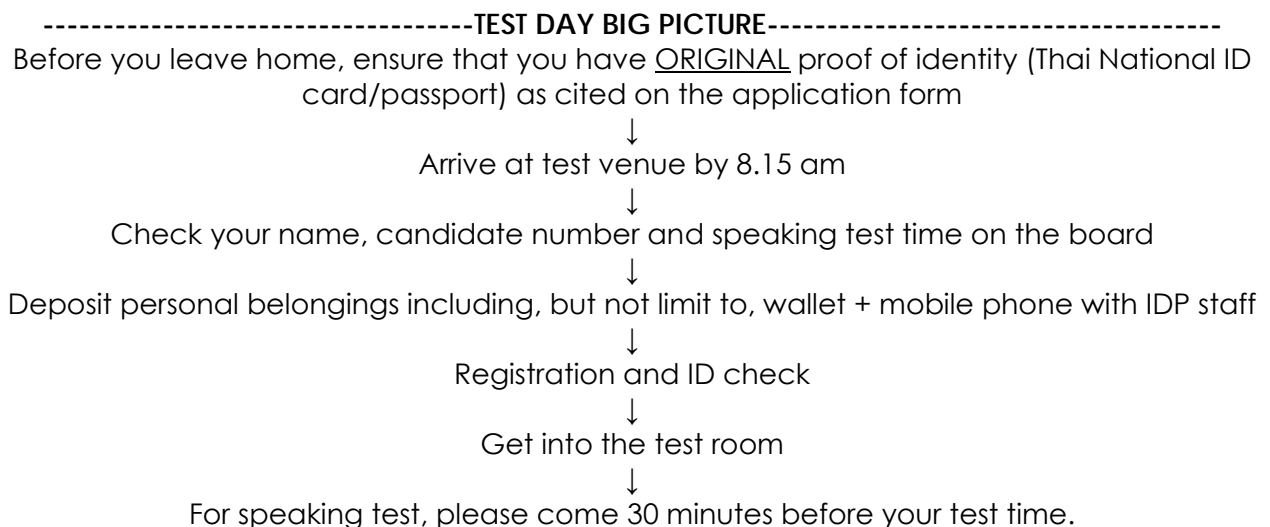 ------------------------------------TEST DAY BIG PICTURE--------------------------------------
Before you leave home, ensure that you have ORIGINAL proof of identity (Thai National ID
card/passport) as cited on the application form
↓
Arrive at test venue by 8.15 am
↓
Check your name, candidate number and speaking test time on the board
↓
Deposit personal belongings including, but not limit to, wallet + mobile phone with IDP staff
↓
Registration and ID check
↓
Get into the test room
↓
For speaking test, please come 30 minutes before your test time.